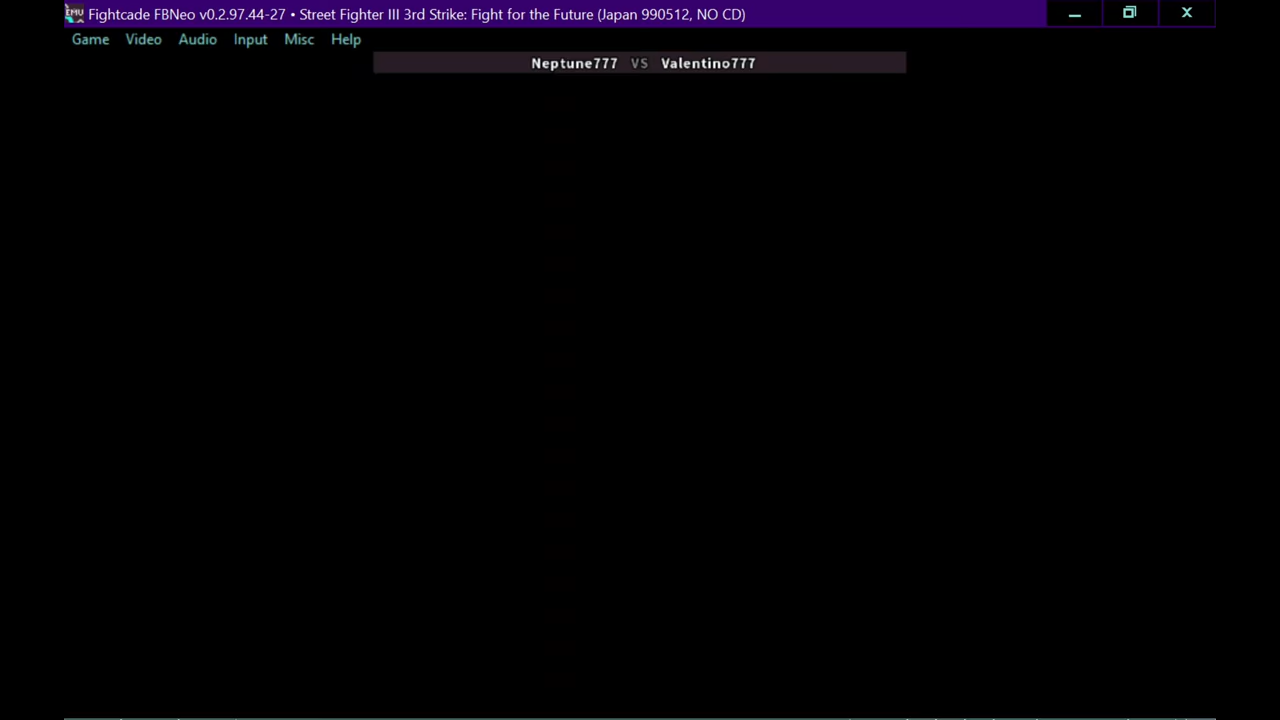 Fightcade FBNeo v0.2.97.44-27 • Street Fighter III 3rd Strike: Fight for the Future (Japan 990512, NO CD)
Game Video Audio Input Misc Help
Neptune777 VS Valentino777